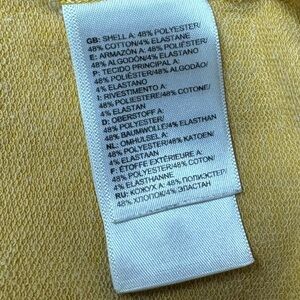 GB: SHELL A: 48% POLYESTER/
48% COTTON/4% ELASTANE
E: ARMAZÓN A: 48% POLIÉSTER/
48% ALGODÓN/4% ELASTANO
P: TECIDO PRINCIPAL A:
48% POLIÉSTER/48% ALGODÃO/
4% ELASTANO
I: RIVESTIMENTO A:
48% POLIESTERE/48% COTONE/
4% ELASTAN
D: OBERSTOFF A:
48% POLYESTER/
48% BAUMWOLLE/4% ELASTHAN
NL: OMHULSEL A:
48% POLYESTER/48% KATOEN/
4% ELASTAAN
F: ÉTOFFE EXTÉRIEURE A:
48% POLYESTER/48% COTON/
4% ELASTHANNE
RU: КОЖУХ A: 48% ПОЛИЭСТЕР/
48% ХЛОПОК/4% ЭЛАСТАН